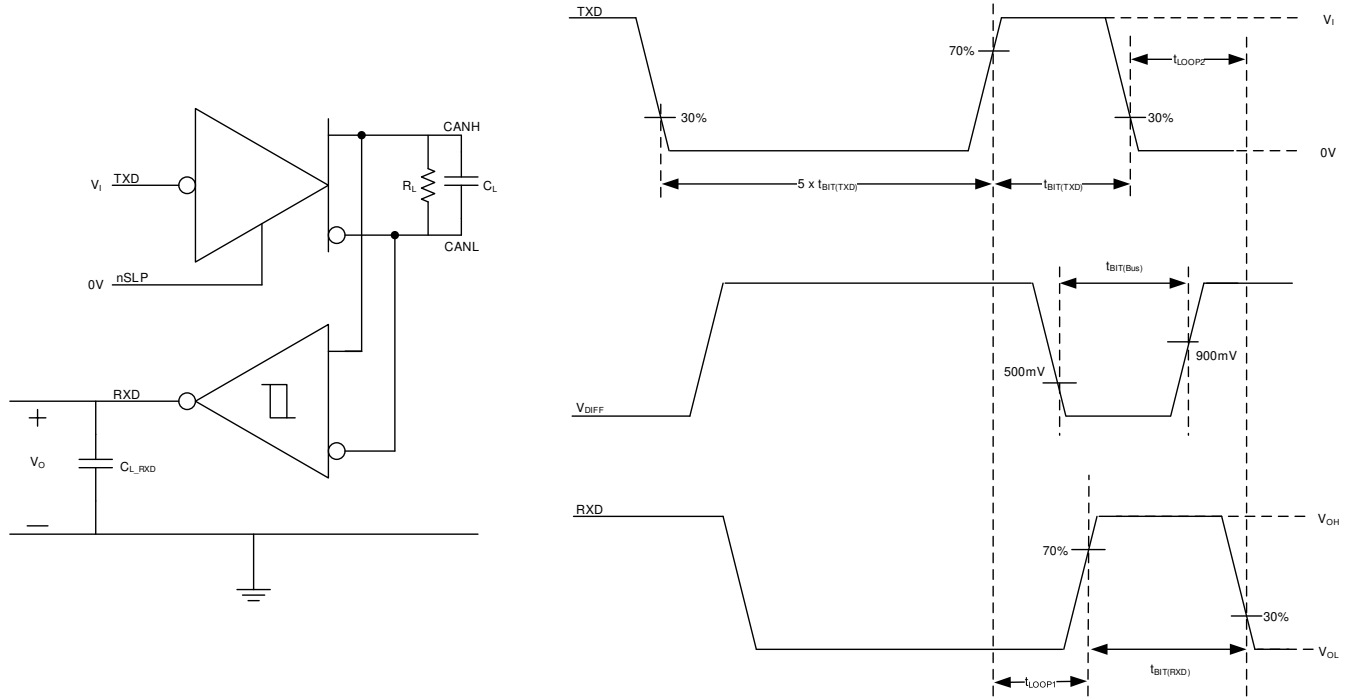 CANH
V_I TXD
R_L
C_L
CANL
0V nSLP
RXD
+
V_O
C_L_RXD
—
TXD
V_I
70%
t_LOOP2
30%
30%
0V
5 x t_BIT(TXD)
t_BIT(TXD)
t_BIT(Bus)
900mV
500mV
V_DIFF
RXD
V_OH
70%
30%
V_OL
t_BIT(RXD)
t_LOOP1